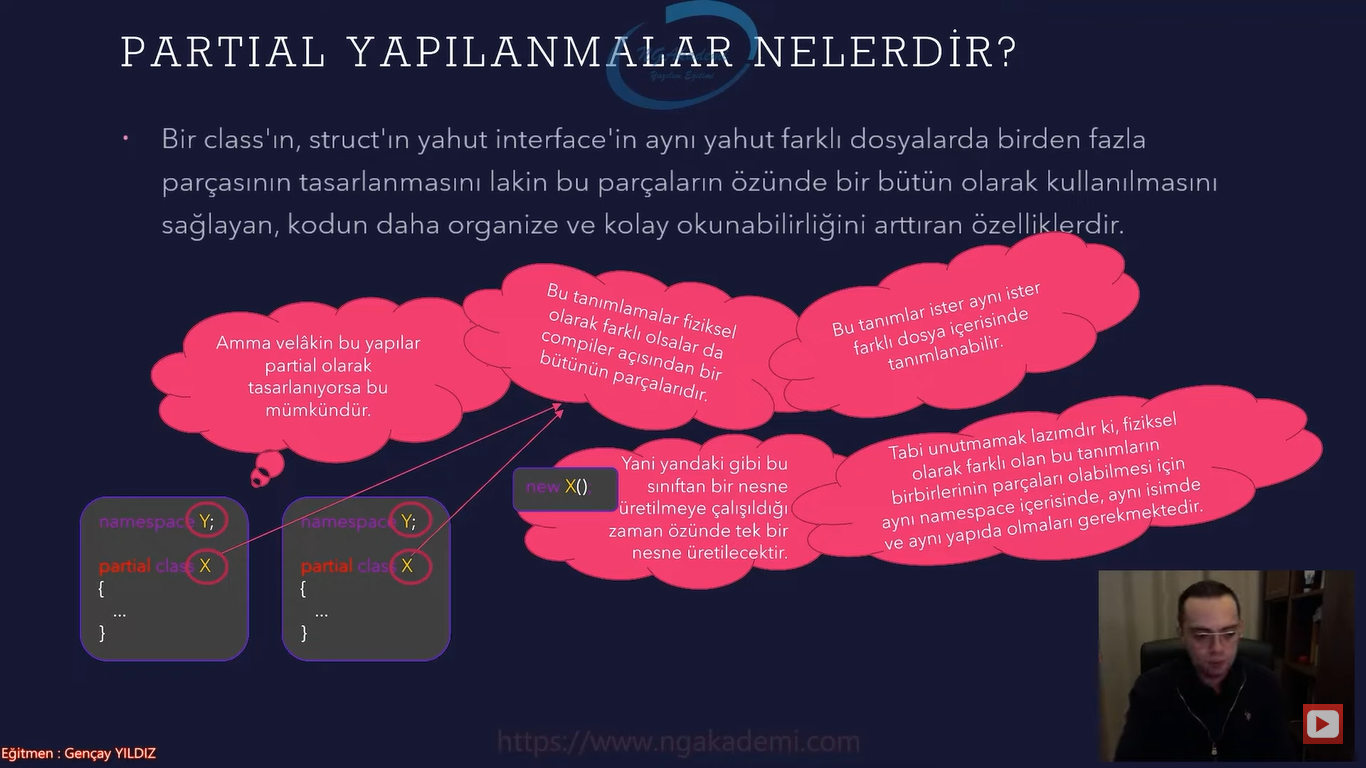 PARTIAL YAPILANMALAR NELERDİR?
NGakademi
Yazılım Eğitimi
• Bir class'ın, struct'ın yahut interface'in aynı yahut farklı dosyalarda birden fazla
parçasının tasarlanmasını lakin bu parçaların özünde bir bütün olarak kullanılmasını
sağlayan, kodun daha organize ve kolay okunabilirliğini arttıran özelliklerdir.
Amma velâkin bu yapılar
partial olarak
tasarlanıyorsa bu
mümkündür.
Bu tanımlamalar fiziksel
olarak farklı olsalar da
compiler açısından bir
bütünün parçalarıdır.
Bu tanımlar ister aynı ister
farklı dosya içerisinde
tanımlanabilir.
new X();
Yani yandaki gibi bu
sınıftan bir nesne
üretilmeye çalışıldığı
zaman özünde tek bir
nesne üretilecektir.
Tabi unutmamak lazımdır ki, fiziksel
olarak farklı olan bu tanımların
birbirlerinin parçaları olabilmesi için
aynı namespace içerisinde, aynı isimde
ve aynı yapıda olmaları gerekmektedir.
namespace Y;
partial class X
{
...
}
namespace Y;
partial class X
{
...
}
https://www.ngakademi.com
Eğitmen : Gençay YILDIZ